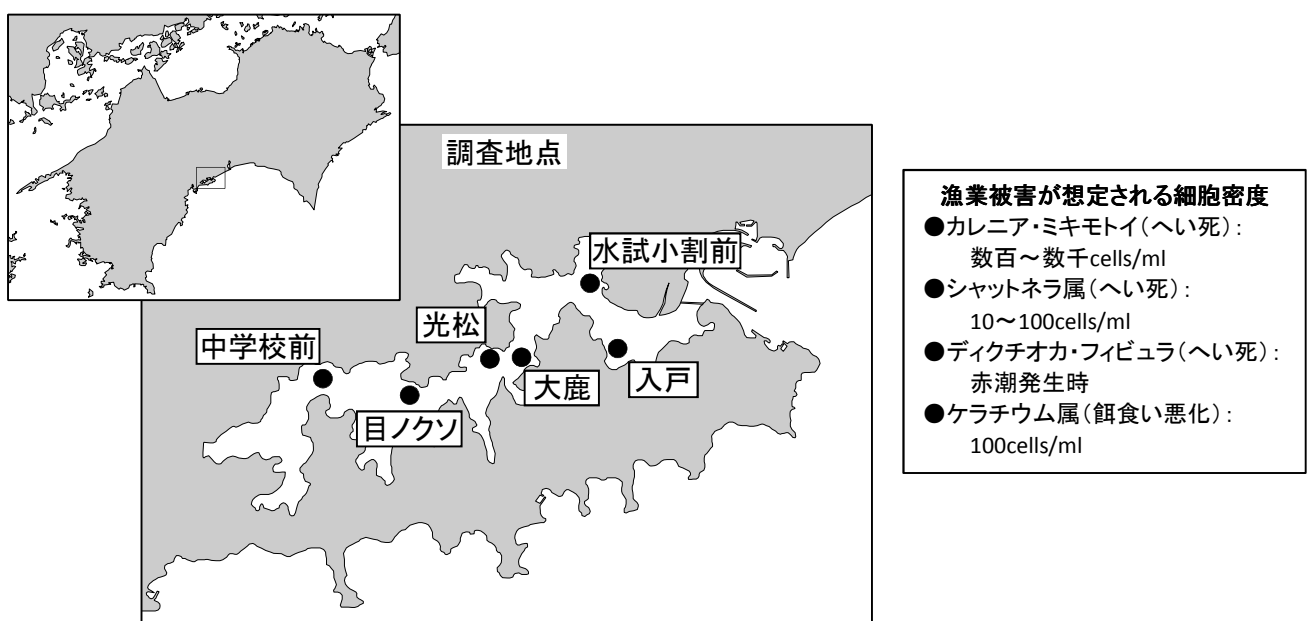 調査地点
水試小割前
光松
中学校前
大鹿
入戸
目ノクソ
漁業被害が想定される細胞密度
●カレニア・ミキモトイ(へい死):
数百~数千cells/ml
●シャットネラ属(へい死):
10~100cells/ml
●ディクチオカ・フィビュラ(へい死):
赤潮発生時
●ケラチウム属(餌食い悪化):
100cells/ml